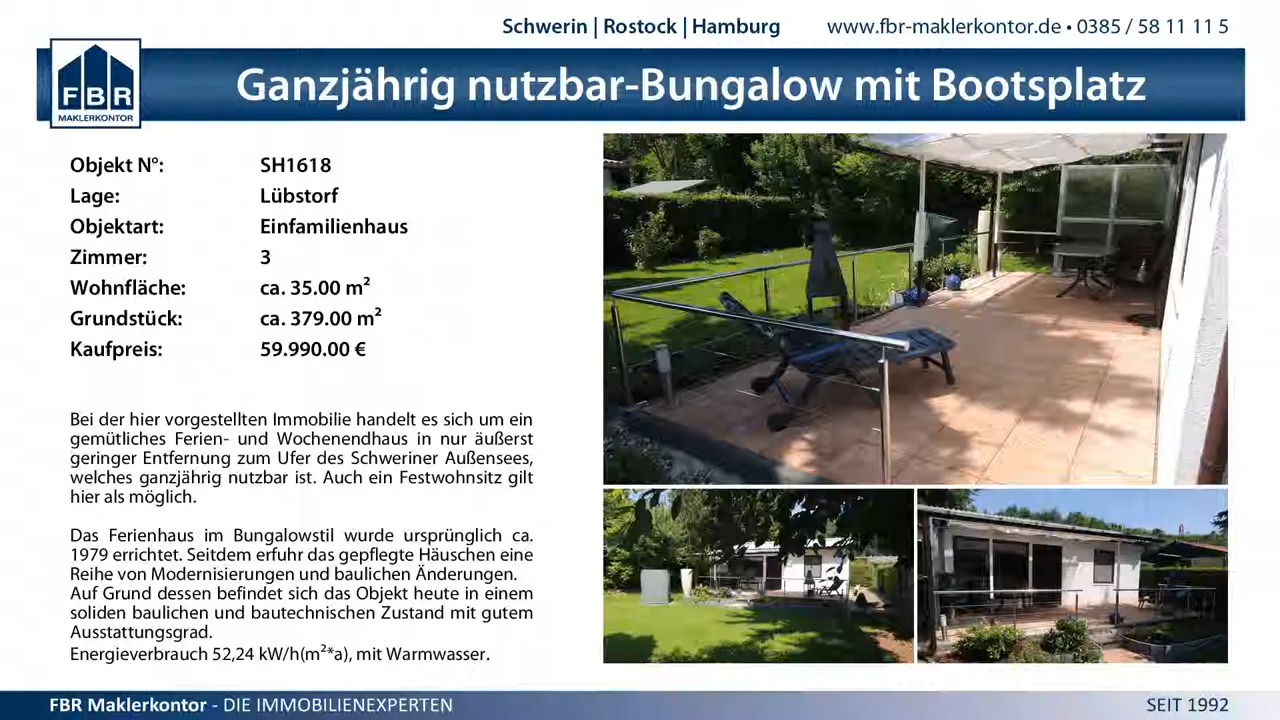 Schwerin | Rostock | Hamburg www.fbr-maklerkontor.de • 0385 / 58 11 11 5
FBR
MAKLERKONTOR
Ganzjährig nutzbar-Bungalow mit Bootsplatz
Objekt N°: SH1618
Lage: Lübstorf
Objektart: Einfamilienhaus
Zimmer: 3
Wohnfläche: ca. 35.00 m²
Grundstück: ca. 379.00 m²
Kaufpreis: 59.990.00 €
Bei der hier vorgestellten Immobilie handelt es sich um ein
gemütliches Ferien- und Wochenendhaus in nur äußerst
geringer Entfernung zum Ufer des Schweriner Außensees,
welches ganzjährig nutzbar ist. Auch ein Festwohnsitz gilt
hier als möglich.
Das Ferienhaus im Bungalowstil wurde ursprünglich ca.
1979 errichtet. Seitdem erfuhr das gepflegte Häuschen eine
Reihe von Modernisierungen und baulichen Änderungen.
Auf Grund dessen befindet sich das Objekt heute in einem
soliden baulichen und bautechnischen Zustand mit gutem
Ausstattungsgrad.
Energieverbrauch 52,24 kW/h(m²*a), mit Warmwasser.
FBR Maklerkontor - DIE IMMOBILIENEXPERTEN SEIT 1992